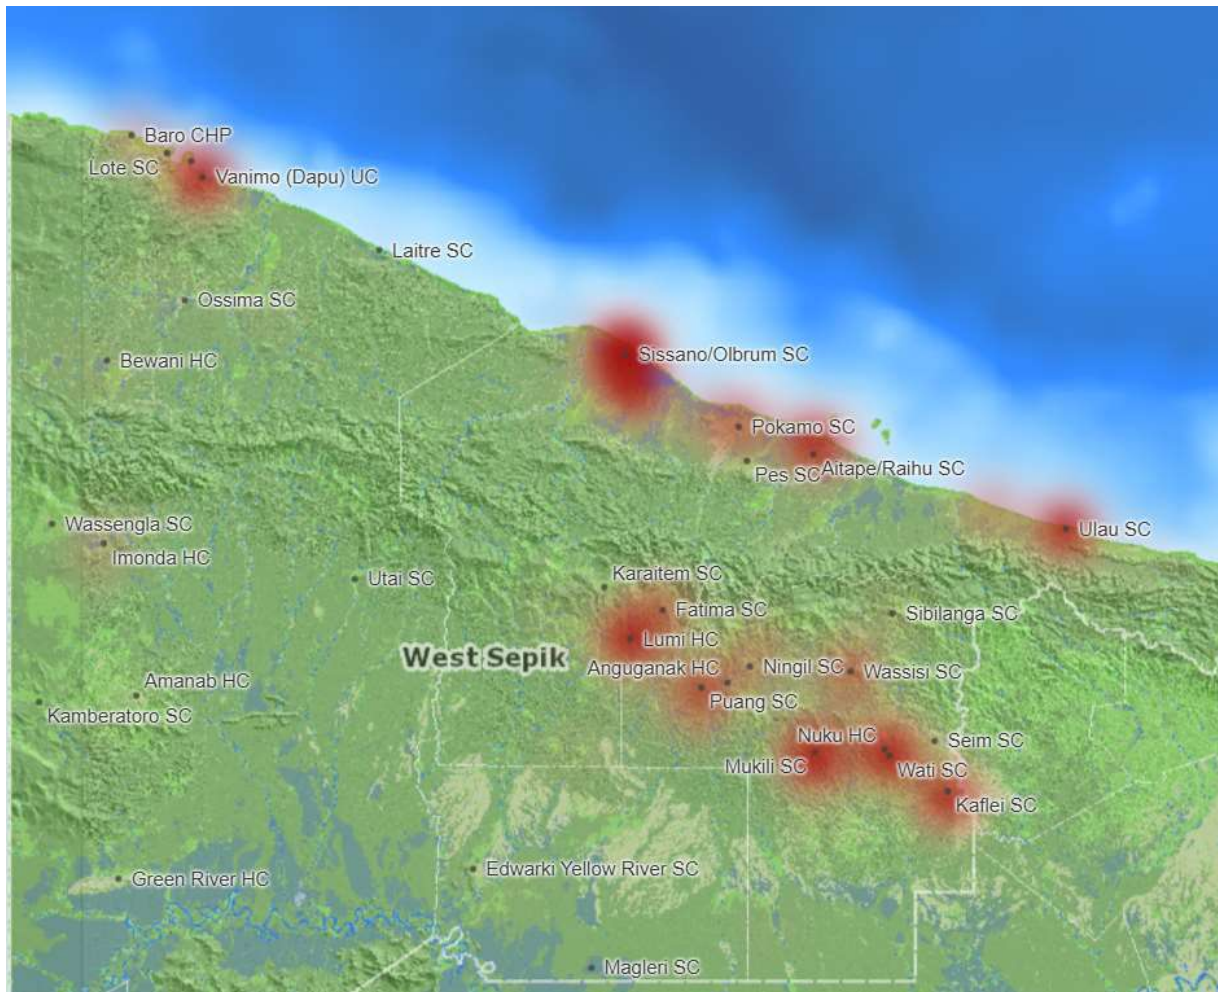 Baro CHP
Lote SC
Vanimo (Dapu) UC
Laitre SC
Ossima SC
Bewani HC
Sissano/Olbrum SC
Pokamo SC
Pes SC
Aitape/Raihu SC
Wassengla SC
Imonda HC
Ulau SC
Utai SC
Karaitem SC
Fatima SC
Sibilanga SC
Lumi HC
West Sepik
Anguganak HC
Ningil SC
Wassisi SC
Amanab HC
Puang SC
Kamberatoro SC
Nuku HC
Seim SC
Mukili SC
Wati SC
Kaflei SC
Edwarki Yellow River SC
Green River HC
Magleri SC